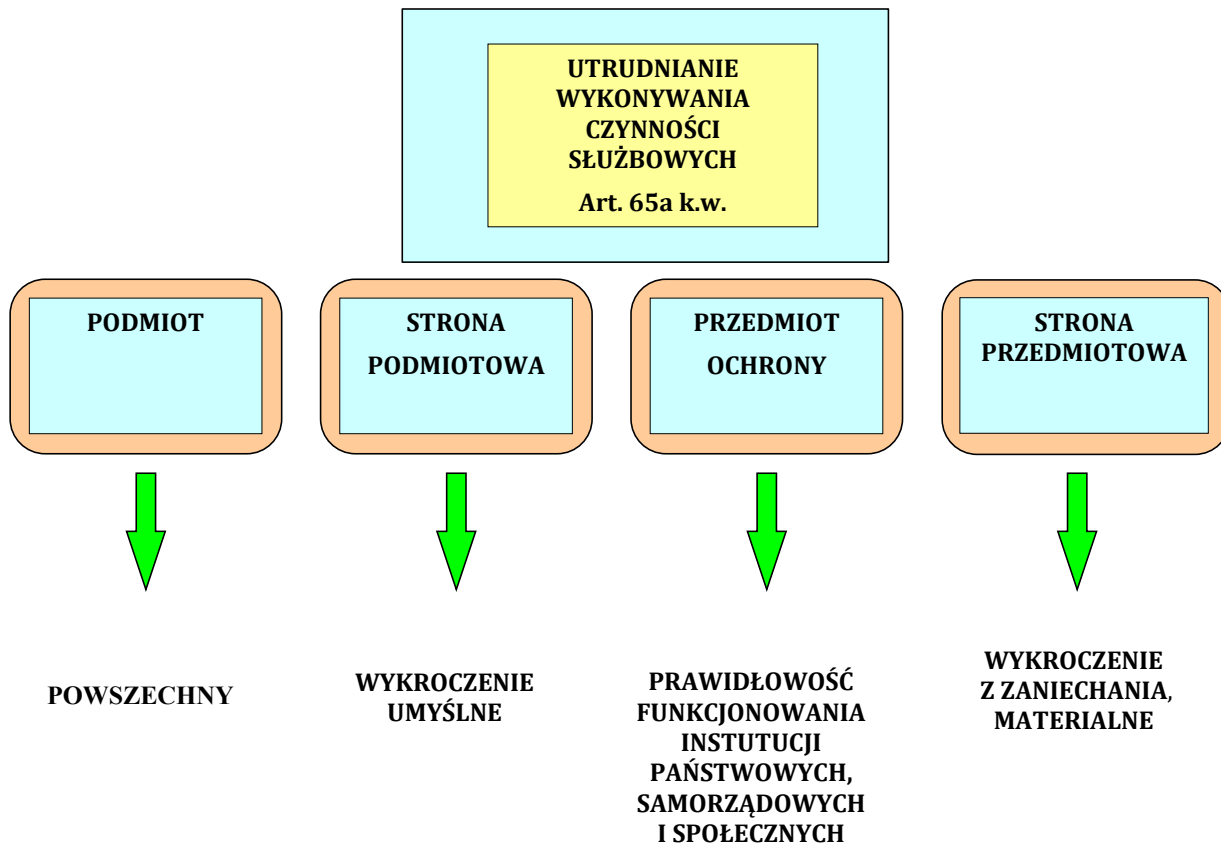 UTRUDNIANIE
WYKONYWANIA
CZYNNOŚCI
SŁUŻBOWYCH
Art. 65a k.w.
PODMIOT
STRONA
PODMIOTOWA
PRZEDMIOT
OCHRONY
STRONA
PRZEDMIOTOWA
POWSZECHNY
WYKROCZENIE
UMYŚLNE
PRAWIDŁOWOŚĆ
FUNKCJONOWANIA
INSTUTUCJI
PAŃSTWOWYCH,
SAMORZĄDOWYCH
I SPOŁECZNYCH
WYKROCZENIE
Z ZANIECHANIA,
MATERIALNE